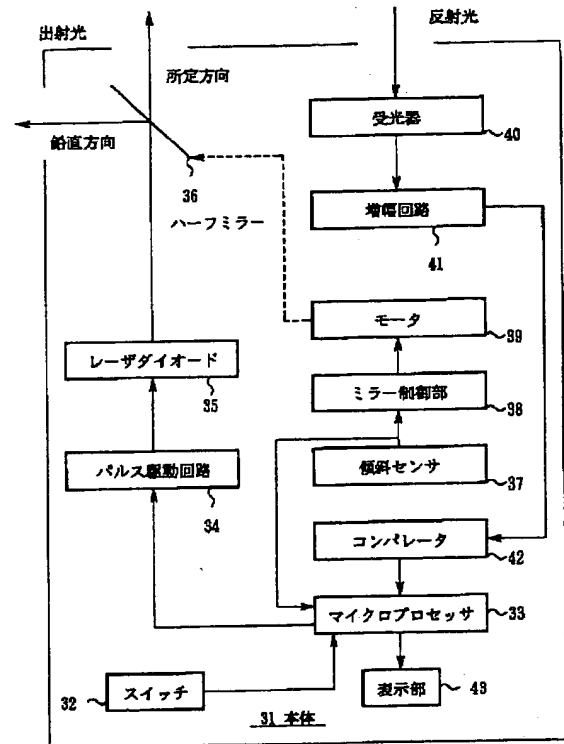 出射光
反射光
所定方向
鉛直方向
受光器
40
36
ハーフミラー
増幅回路
41
モータ
39
レーザダイオード
35
ミラー制御部
38
パルス駆動回路
34
傾斜センサ
37
コンパレータ
42
マイクロプロセッサ
33
32
スイッチ
表示部
43
31 本体